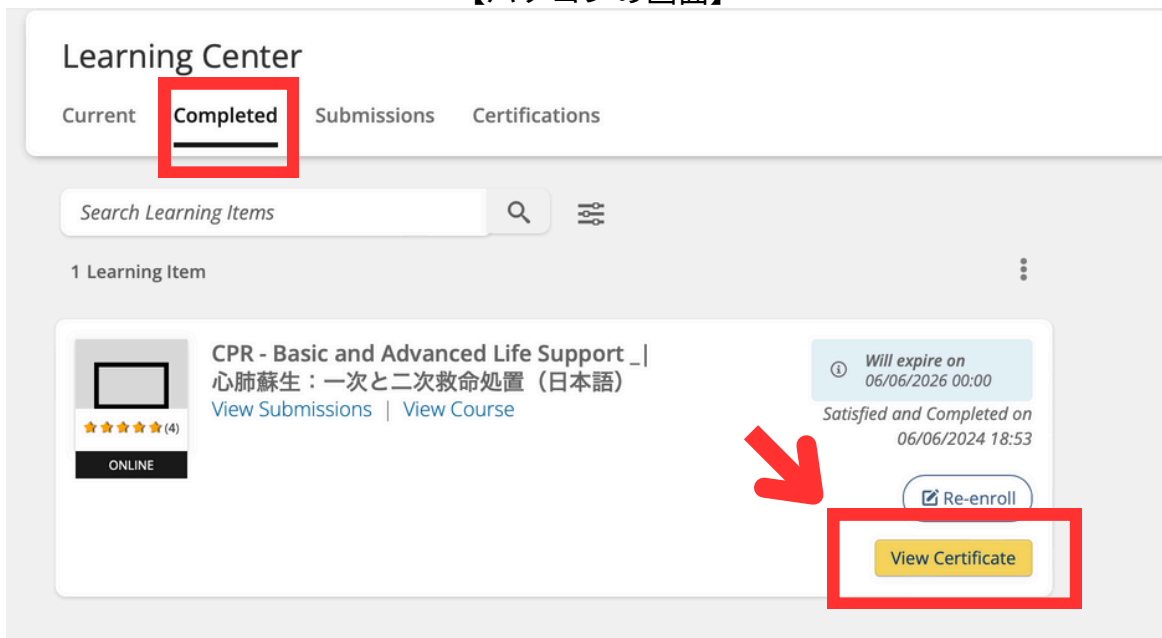 Learning Center
Current Completed Submissions Certifications
Search Learning Items
1 Learning Item
CPR - Basic and Advanced Life Support _|
心肺蘇生：一次と二次救命処置（日本語）
View Submissions | View Course
(4)
ONLINE
Will expire on
06/06/2026 00:00
Satisfied and Completed on
06/06/2024 18:53
Re-enroll
View Certificate